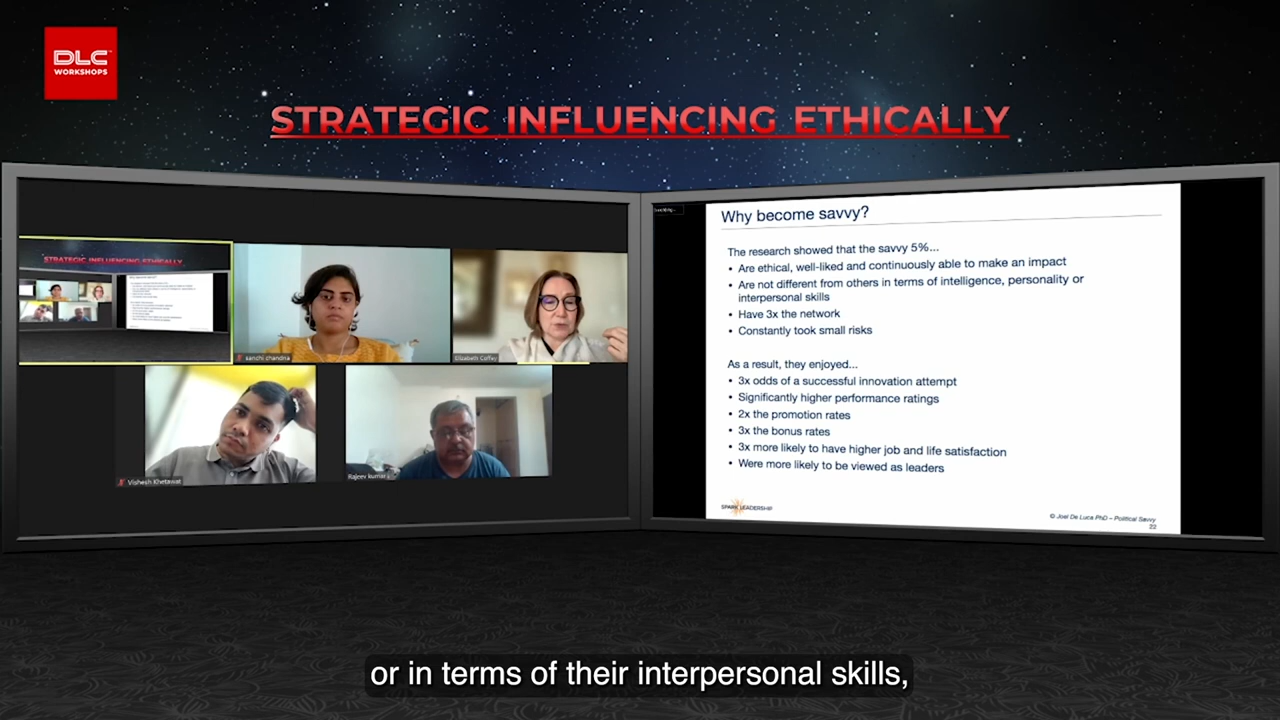 DLC
WORKSHOPS
STRATEGIC INFLUENCING ETHICALLY
STRATEGIC INFLUENCING ETHICALLY
sanchi chandna
Elizabeth Coffey
Vishesh Khetawat
Rajeev kumar
Why become savvy?
The research showed that the savvy 5%...
• Are ethical, well-liked and continuously able to make an impact
• Are not different from others in terms of intelligence, personality or
interpersonal skills
• Have 3x the network
• Constantly took small risks
As a result, they enjoyed...
• 3x odds of a successful innovation attempt
• Significantly higher performance ratings
• 2x the promotion rates
• 3x the bonus rates
• 3x more likely to have higher job and life satisfaction
• Were more likely to be viewed as leaders
SPARK LEADERSHIP
© Joel De Luca PhD – Political Savvy
22
or in terms of their interpersonal skills,